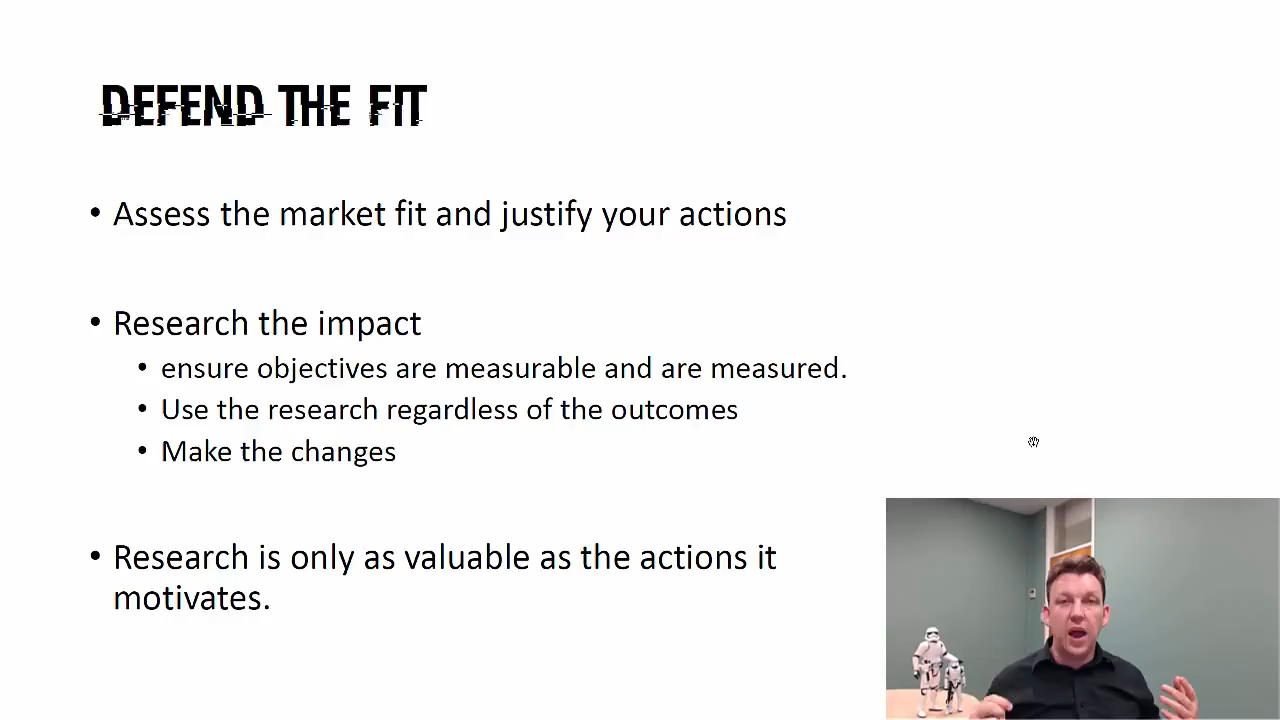 DEFEND THE FIT
• Assess the market fit and justify your actions
• Research the impact
• ensure objectives are measurable and are measured.
• Use the research regardless of the outcomes
• Make the changes
• Research is only as valuable as the actions it
motivates.